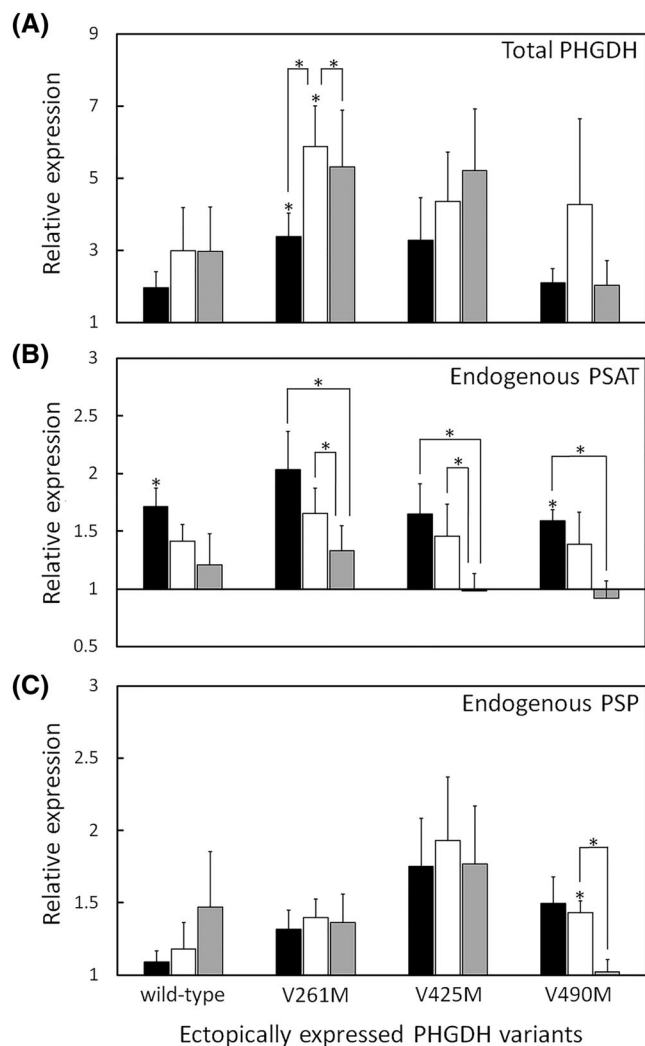 (A)
Total PHGDH
Relative expression
9
7
5
3
1
* * * *
(B)
Endogenous PSAT
Relative expression
3
2.5
2
1.5
1
0.5
* * * * * * *
(C)
Endogenous PSP
Relative expression
3
2.5
2
1.5
1
* *
wild-type V261M V425M V490M
Ectopically expressed PHGDH variants